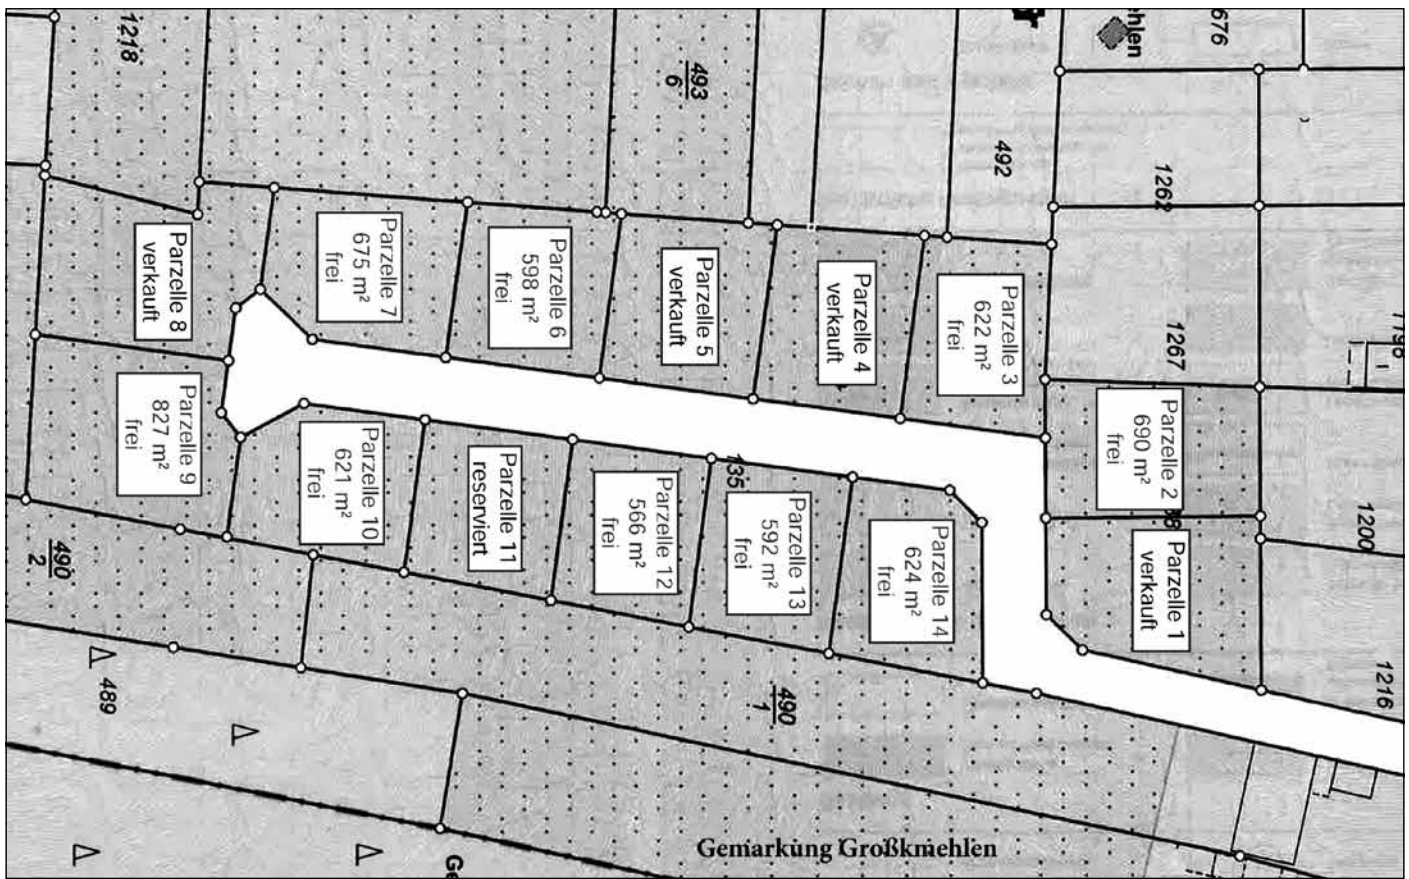 1218
493
6
492
ehlen
676
1262
1267
1198
1200
1216
Parzelle 8
verkauft
Parzelle 7
675 m²
frei
Parzelle 6
598 m²
frei
Parzelle 5
verkauft
Parzelle 4
verkauft
Parzelle 3
622 m²
frei
Parzelle 2
690 m²
frei
Parzelle 1
verkauft
Parzelle 9
827 m²
frei
Parzelle 10
621 m²
frei
Parzelle 11
reserviert
Parzelle 12
566 m²
frei
135
Parzelle 13
592 m²
frei
Parzelle 14
624 m²
frei
490
2
489
490
1
Ge
Gemarkung Großkmehlen